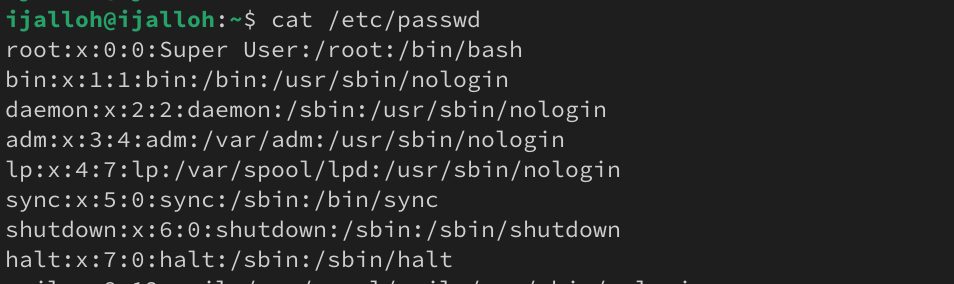 ijalloh@ijalloh:~$ cat /etc/passwd
root:x:0:0:Super User:/root:/bin/bash
bin:x:1:1:bin:/bin:/usr/sbin/nologin
daemon:x:2:2:daemon:/sbin:/usr/sbin/nologin
adm:x:3:4:adm:/var/adm:/usr/sbin/nologin
lp:x:4:7:lp:/var/spool/lpd:/usr/sbin/nologin
sync:x:5:0:sync:/sbin:/bin/sync
shutdown:x:6:0:shutdown:/sbin:/sbin/shutdown
halt:x:7:0:halt:/sbin:/sbin/halt